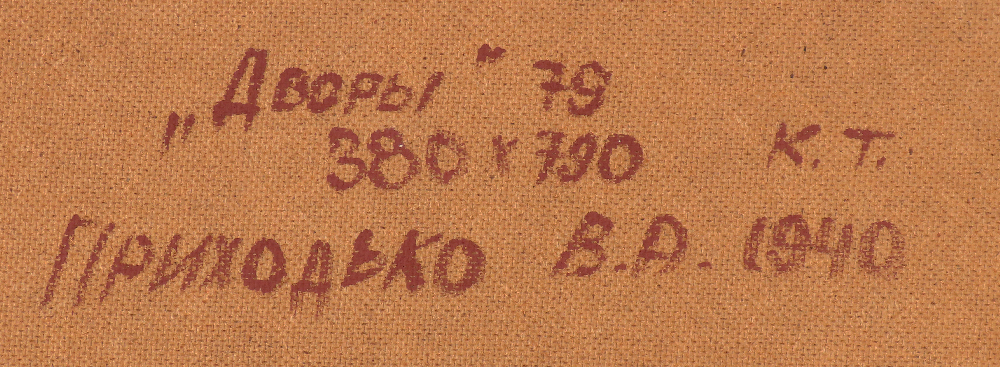 „Дворы" 79
380 х 790 К. Т.
Приходько В.А. 1940